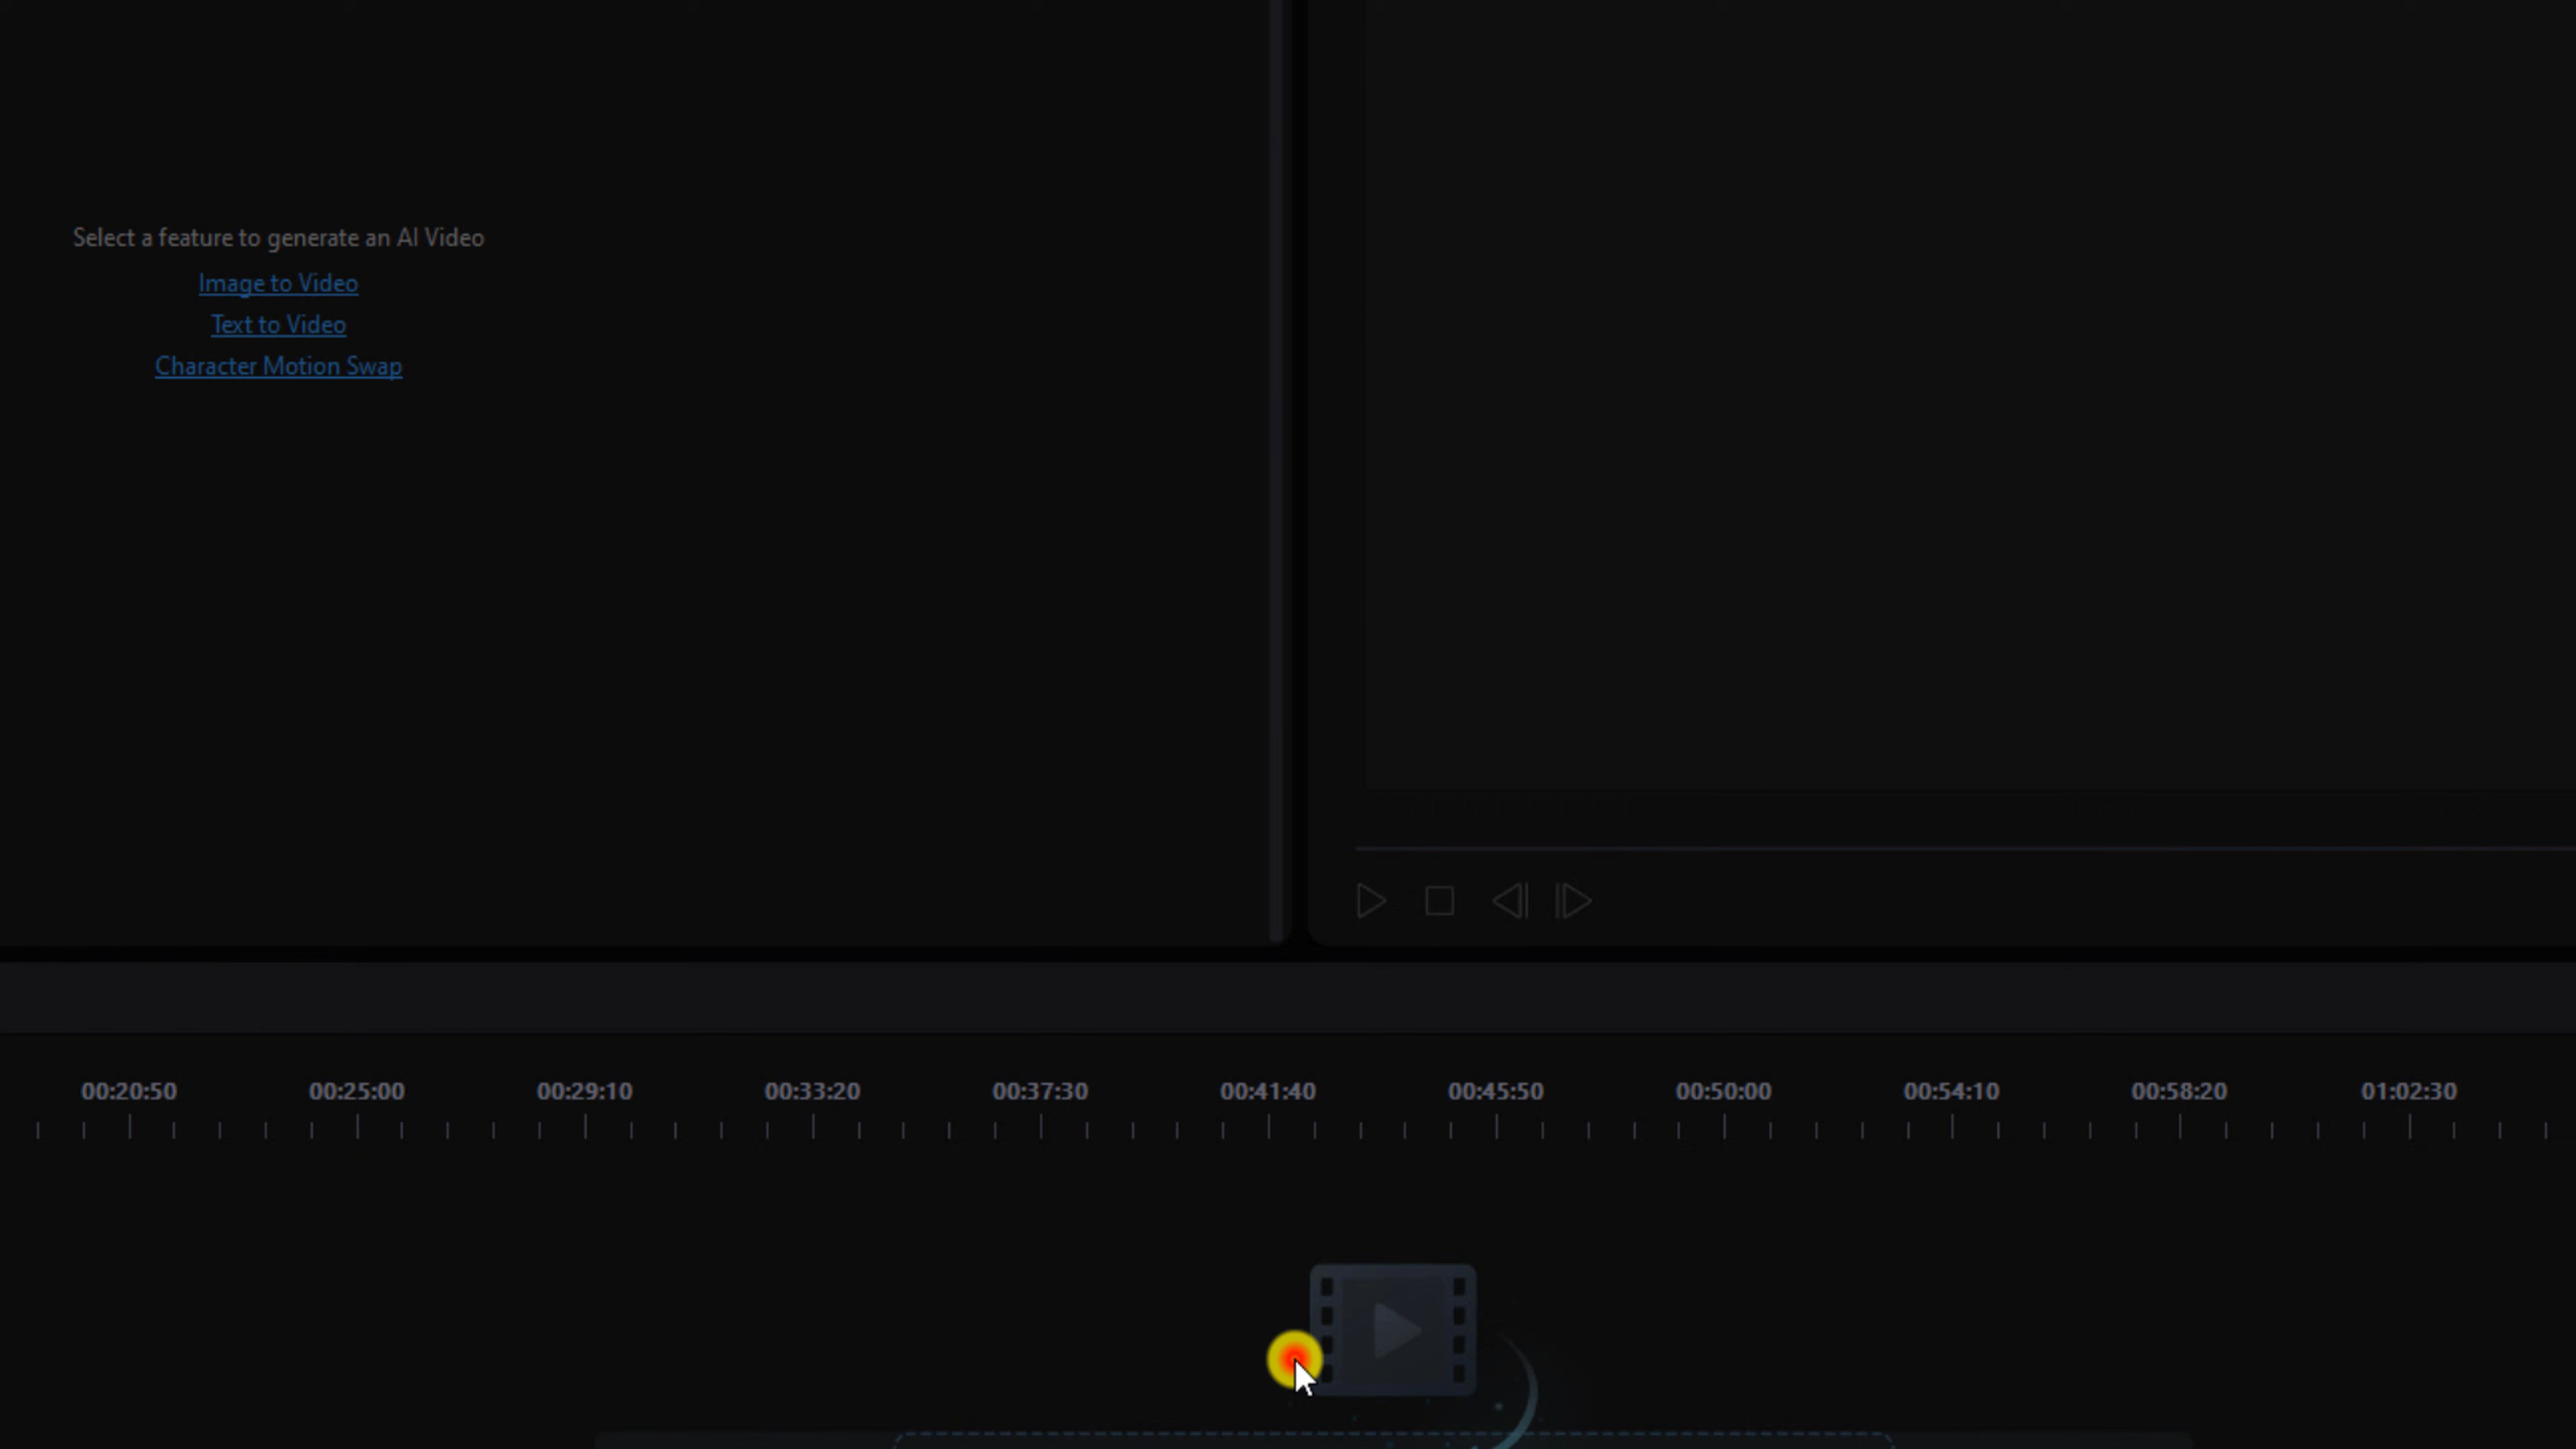 Select a feature to generate an AI Video
Image to Video
Text to Video
Character Motion Swap
00:20:50 00:25:00 00:29:10 00:33:20 00:37:30 00:41:40 00:45:50 00:50:00 00:54:10 00:58:20 01:02:30